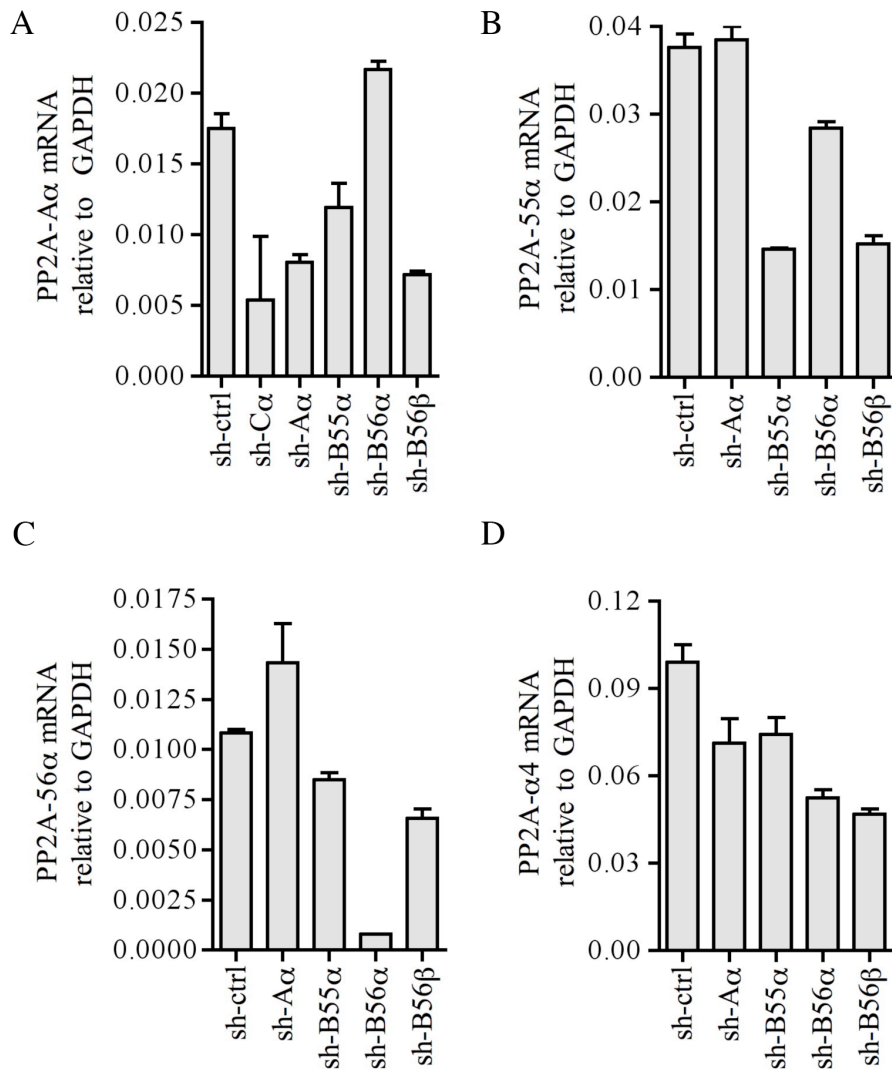 A
PP2A-Aα mRNA
relative to GAPDH
0.025
0.020
0.015
0.010
0.005
0.000
sh-ctrl
sh-Cα
sh-Aα
sh-B55α
sh-B56α
sh-B56β
B
PP2A-55α mRNA
relative to GAPDH
0.04
0.03
0.02
0.01
0.00
sh-ctrl
sh-Aα
sh-B55α
sh-B56α
sh-B56β
C
PP2A-56α mRNA
relative to GAPDH
0.0175
0.0150
0.0125
0.0100
0.0075
0.0050
0.0025
0.0000
sh-ctrl
sh-Aα
sh-B55α
sh-B56α
sh-B56β
D
PP2A-α4 mRNA
relative to GAPDH
0.12
0.09
0.06
0.03
0.00
sh-ctrl
sh-Aα
sh-B55α
sh-B56α
sh-B56β